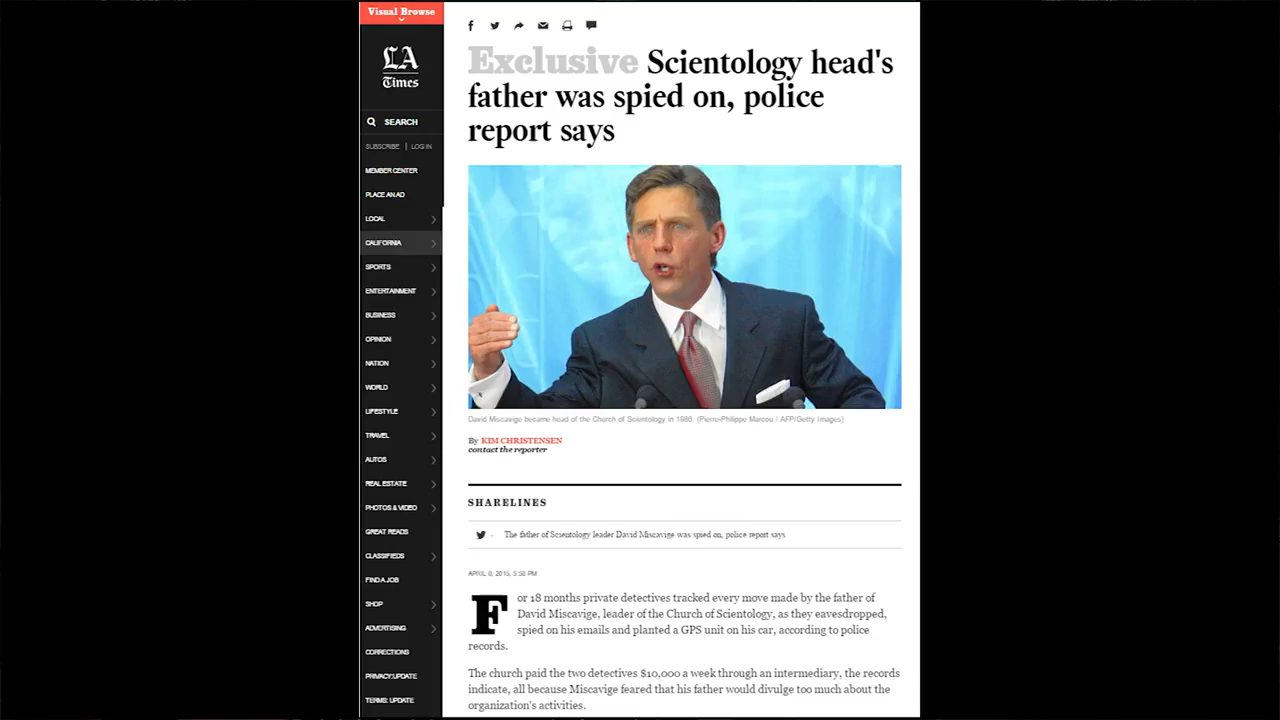 Visual Browse
LA
Times
SEARCH
SUBSCRIBE | LOG IN
MEMBER CENTER
PLACE AN AD
LOCAL
CALIFORNIA
SPORTS
ENTERTAINMENT
BUSINESS
OPINION
NATION
WORLD
LIFESTYLE
TRAVEL
AUTOS
REAL ESTATE
PHOTOS & VIDEO
GREAT READS
CLASSIFIEDS
FIND A JOB
SHOP
ADVERTISING
CORRECTIONS
PRIVACY:UPDATE
TERMS: UPDATE
Exclusive Scientology head's
father was spied on, police
report says
David Miscavige became head of the Church of Scientology in 1986. (Pierre-Philippe Marcou / AFP/Getty Images)
By KIM CHRISTENSEN
contact the reporter
SHARELINES
The father of Scientology leader David Miscavige was spied on, police report says
APRIL 8, 2015, 5:56 PM
For 18 months private detectives tracked every move made by the father of
David Miscavige, leader of the Church of Scientology, as they eavesdropped,
spied on his emails and planted a GPS unit on his car, according to police
records.
The church paid the two detectives $10,000 a week through an intermediary, the records
indicate, all because Miscavige feared that his father would divulge too much about the
organization's activities.